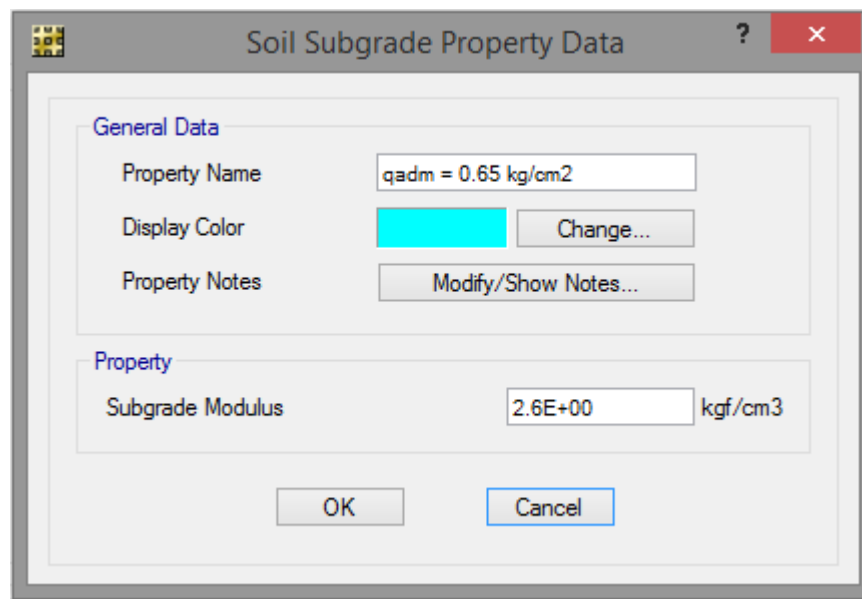 Soil Subgrade Property Data ? ×
General Data
Property Name qadm = 0.65 kg/cm2
Display Color Change...
Property Notes Modify/Show Notes...
Property
Subgrade Modulus 2.6E+00 kgf/cm3
OK Cancel